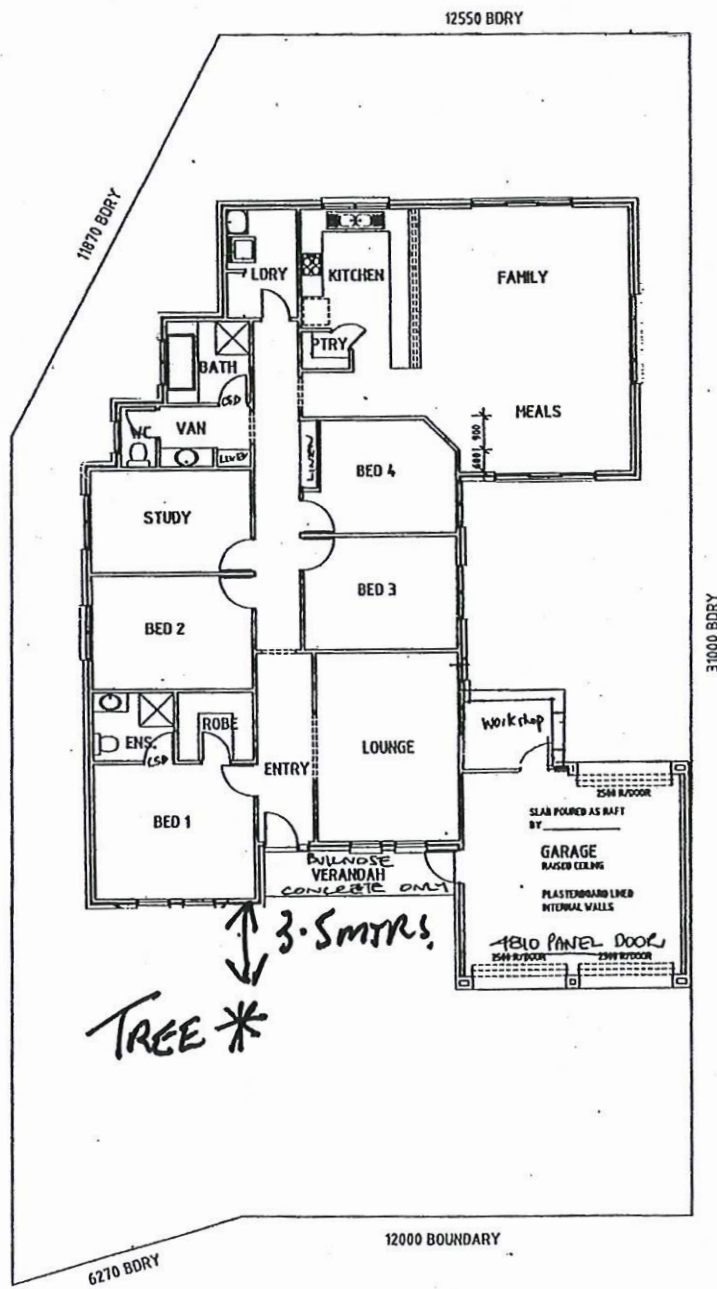 12550 BDRY
11870 BDRY
LDRY
KITCHEN
FAMILY
PTRY
BATH
CSD
WC
VAN
LINEN
MEALS
600
900
BED 4
STUDY
BED 3
BED 2
31000 BDRY
ROBE
ENS.
CSD
ENTRY
LOUNGE
Workshop
BED 1
2500 R/DOOR
SLAB POURED AS RAFT
BY
GARAGE
RAISED CEILING
PLASTERBOARD LINED
INTERNAL WALLS
BULLNOSE
VERANDAH
CONCRETE ONLY
4810 PANEL DOOR
2500 R/DOOR
2500 R/DOOR
3.5 MTRS.
TREE *
12000 BOUNDARY
6270 BDRY